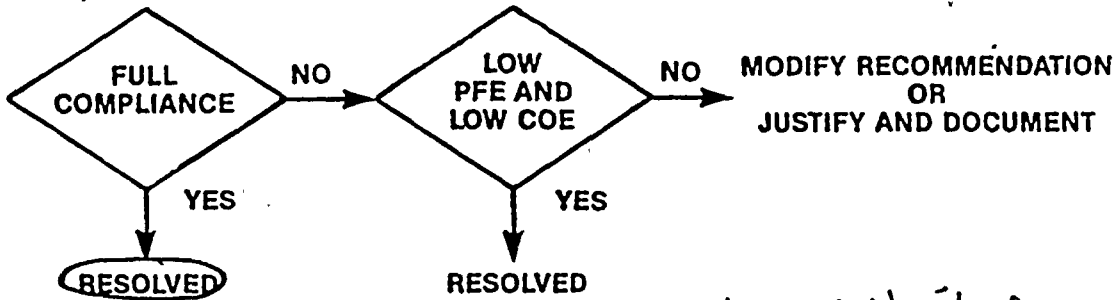 FULL
COMPLIANCE
NO
LOW
PFE AND
LOW COE
NO
MODIFY RECOMMENDATION
OR
JUSTIFY AND DOCUMENT
YES
YES
RESOLVED
RESOLVED